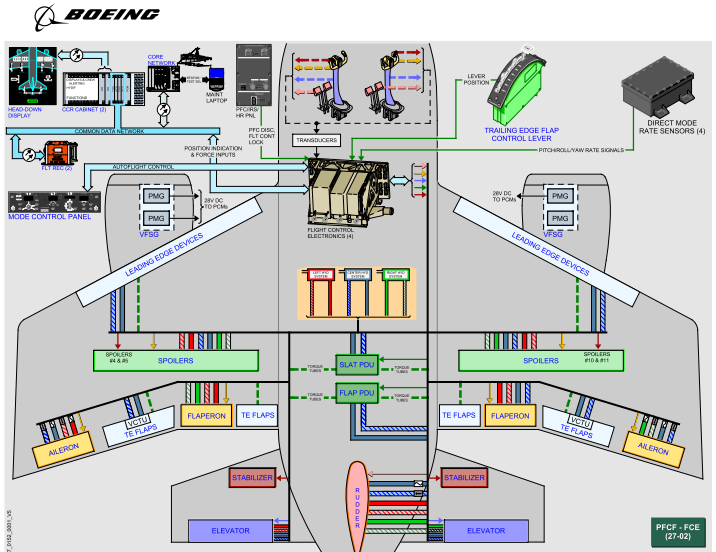 BOEING
CORE
NETWORK
MAINT
LAPTOP
HEAD-DOWN
DISPLAY
CCR CABINET (2)
FUNCTIONS
PFC/IRS/
HR PNL
PFC DISC,
FLT CONT
LOCK
TRANSDUCERS
LEVER
POSITION
TRAILING EDGE FLAP
CONTROL LEVER
DIRECT MODE
RATE SENSORS (4)
COMMON DATA NETWORK
POSITION INDICATION
& FORCE INPUTS
PITCH/ROLL/YAW RATE SIGNALS
FLT REC (2)
AUTOFLIGHT CONTROL
MODE CONTROL PANEL
FLIGHT CONTROL
ELECTRONICS (4)
PMG
PMG
VFSG
28V DC
TO PCMs
28V DC
TO PCMs
PMG
PMG
VFSG
LEADING EDGE DEVICES
LEADING EDGE DEVICES
LEFT HYD
SYSTEM
CENTER HYD
SYSTEM
RIGHT HYD
SYSTEM
SPOILERS
#4 & #5
SPOILERS
SPOILERS
SPOILERS
#10 & #11
TORQUE
TUBES
SLAT PDU
TORQUE
TUBES
TORQUE
TUBES
FLAP PDU
TORQUE
TUBES
AILERON
VCTU
TE FLAPS
FLAPERON
TE FLAPS
TE FLAPS
FLAPERON
VCTU
TE FLAPS
AILERON
STABILIZER
STABILIZER
RUDDER
ELEVATOR
ELEVATOR
PFCF - FCE
(27-02)